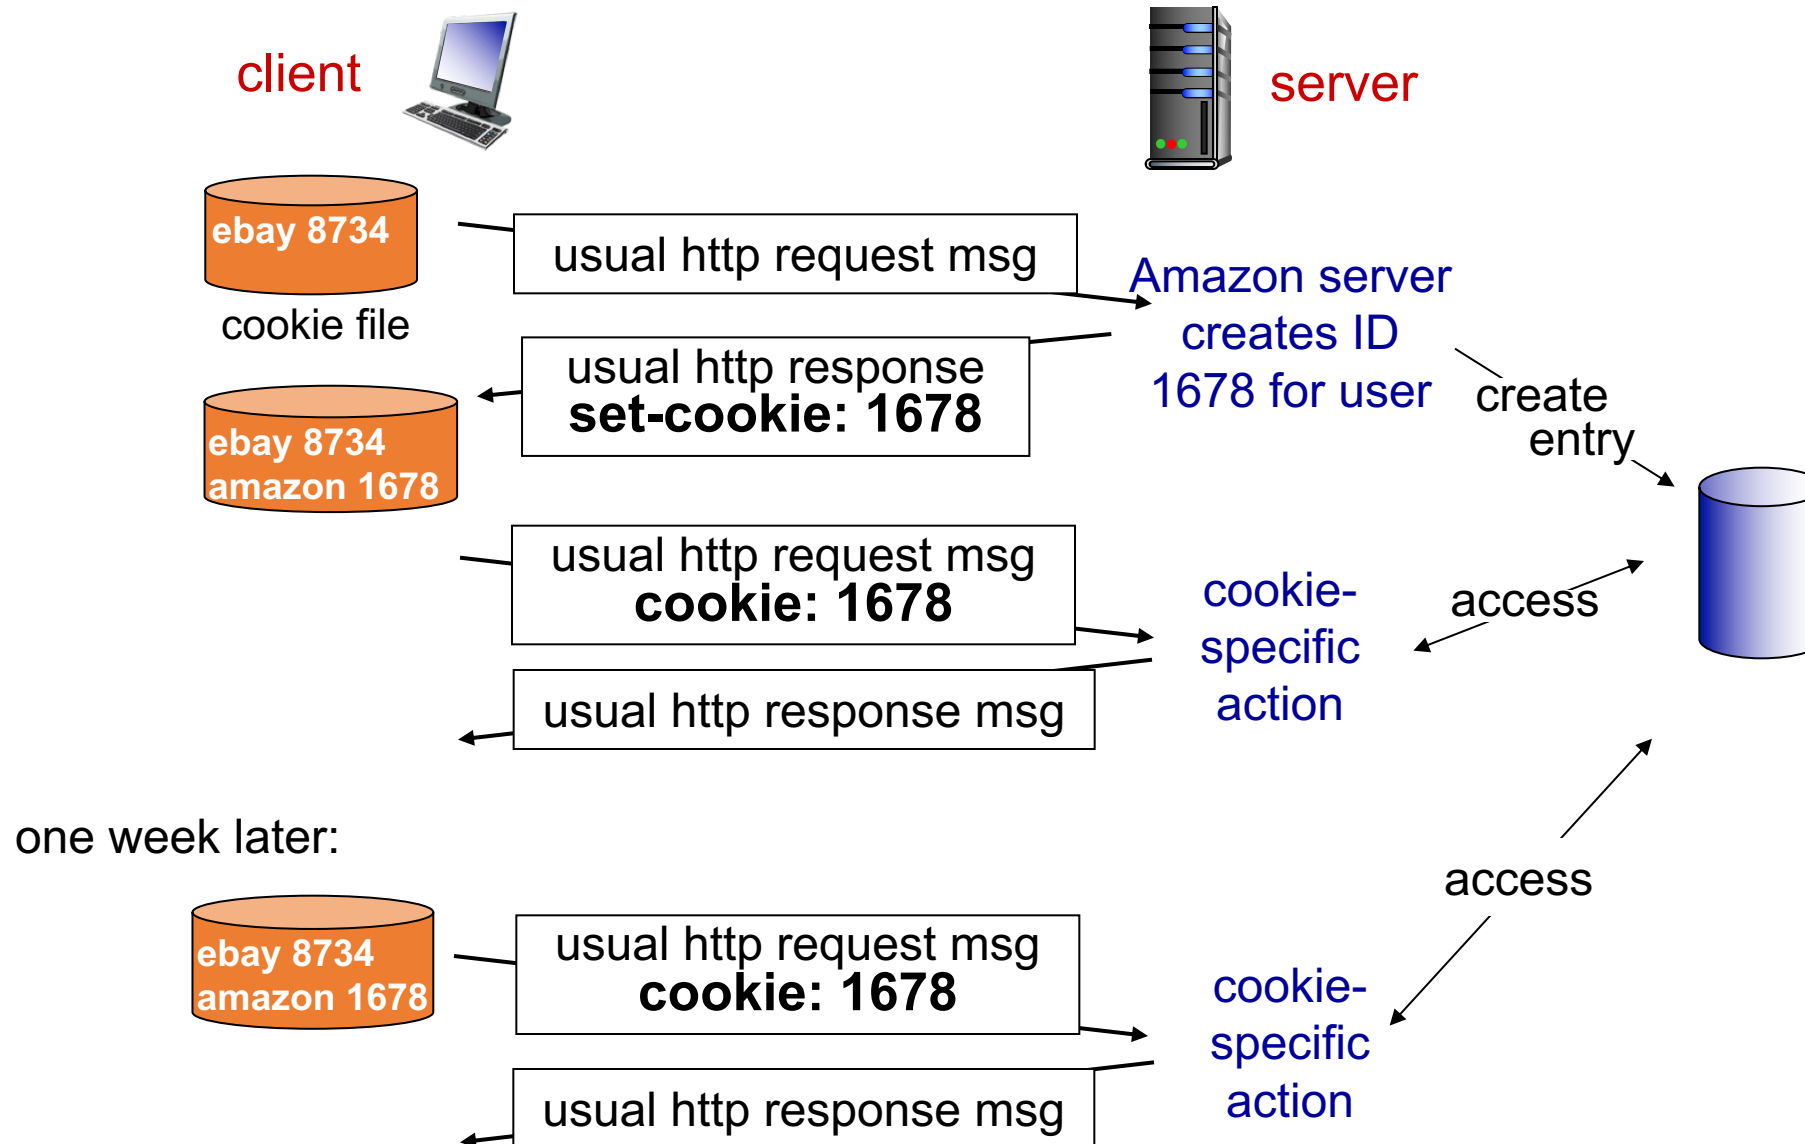 client
server
ebay 8734
cookie file
usual http request msg
Amazon server
creates ID
1678 for user
usual http response
set-cookie: 1678
create
entry
ebay 8734
amazon 1678
usual http request msg
cookie: 1678
cookie-
specific
action
access
usual http response msg
one week later:
access
ebay 8734
amazon 1678
usual http request msg
cookie: 1678
cookie-
specific
action
usual http response msg